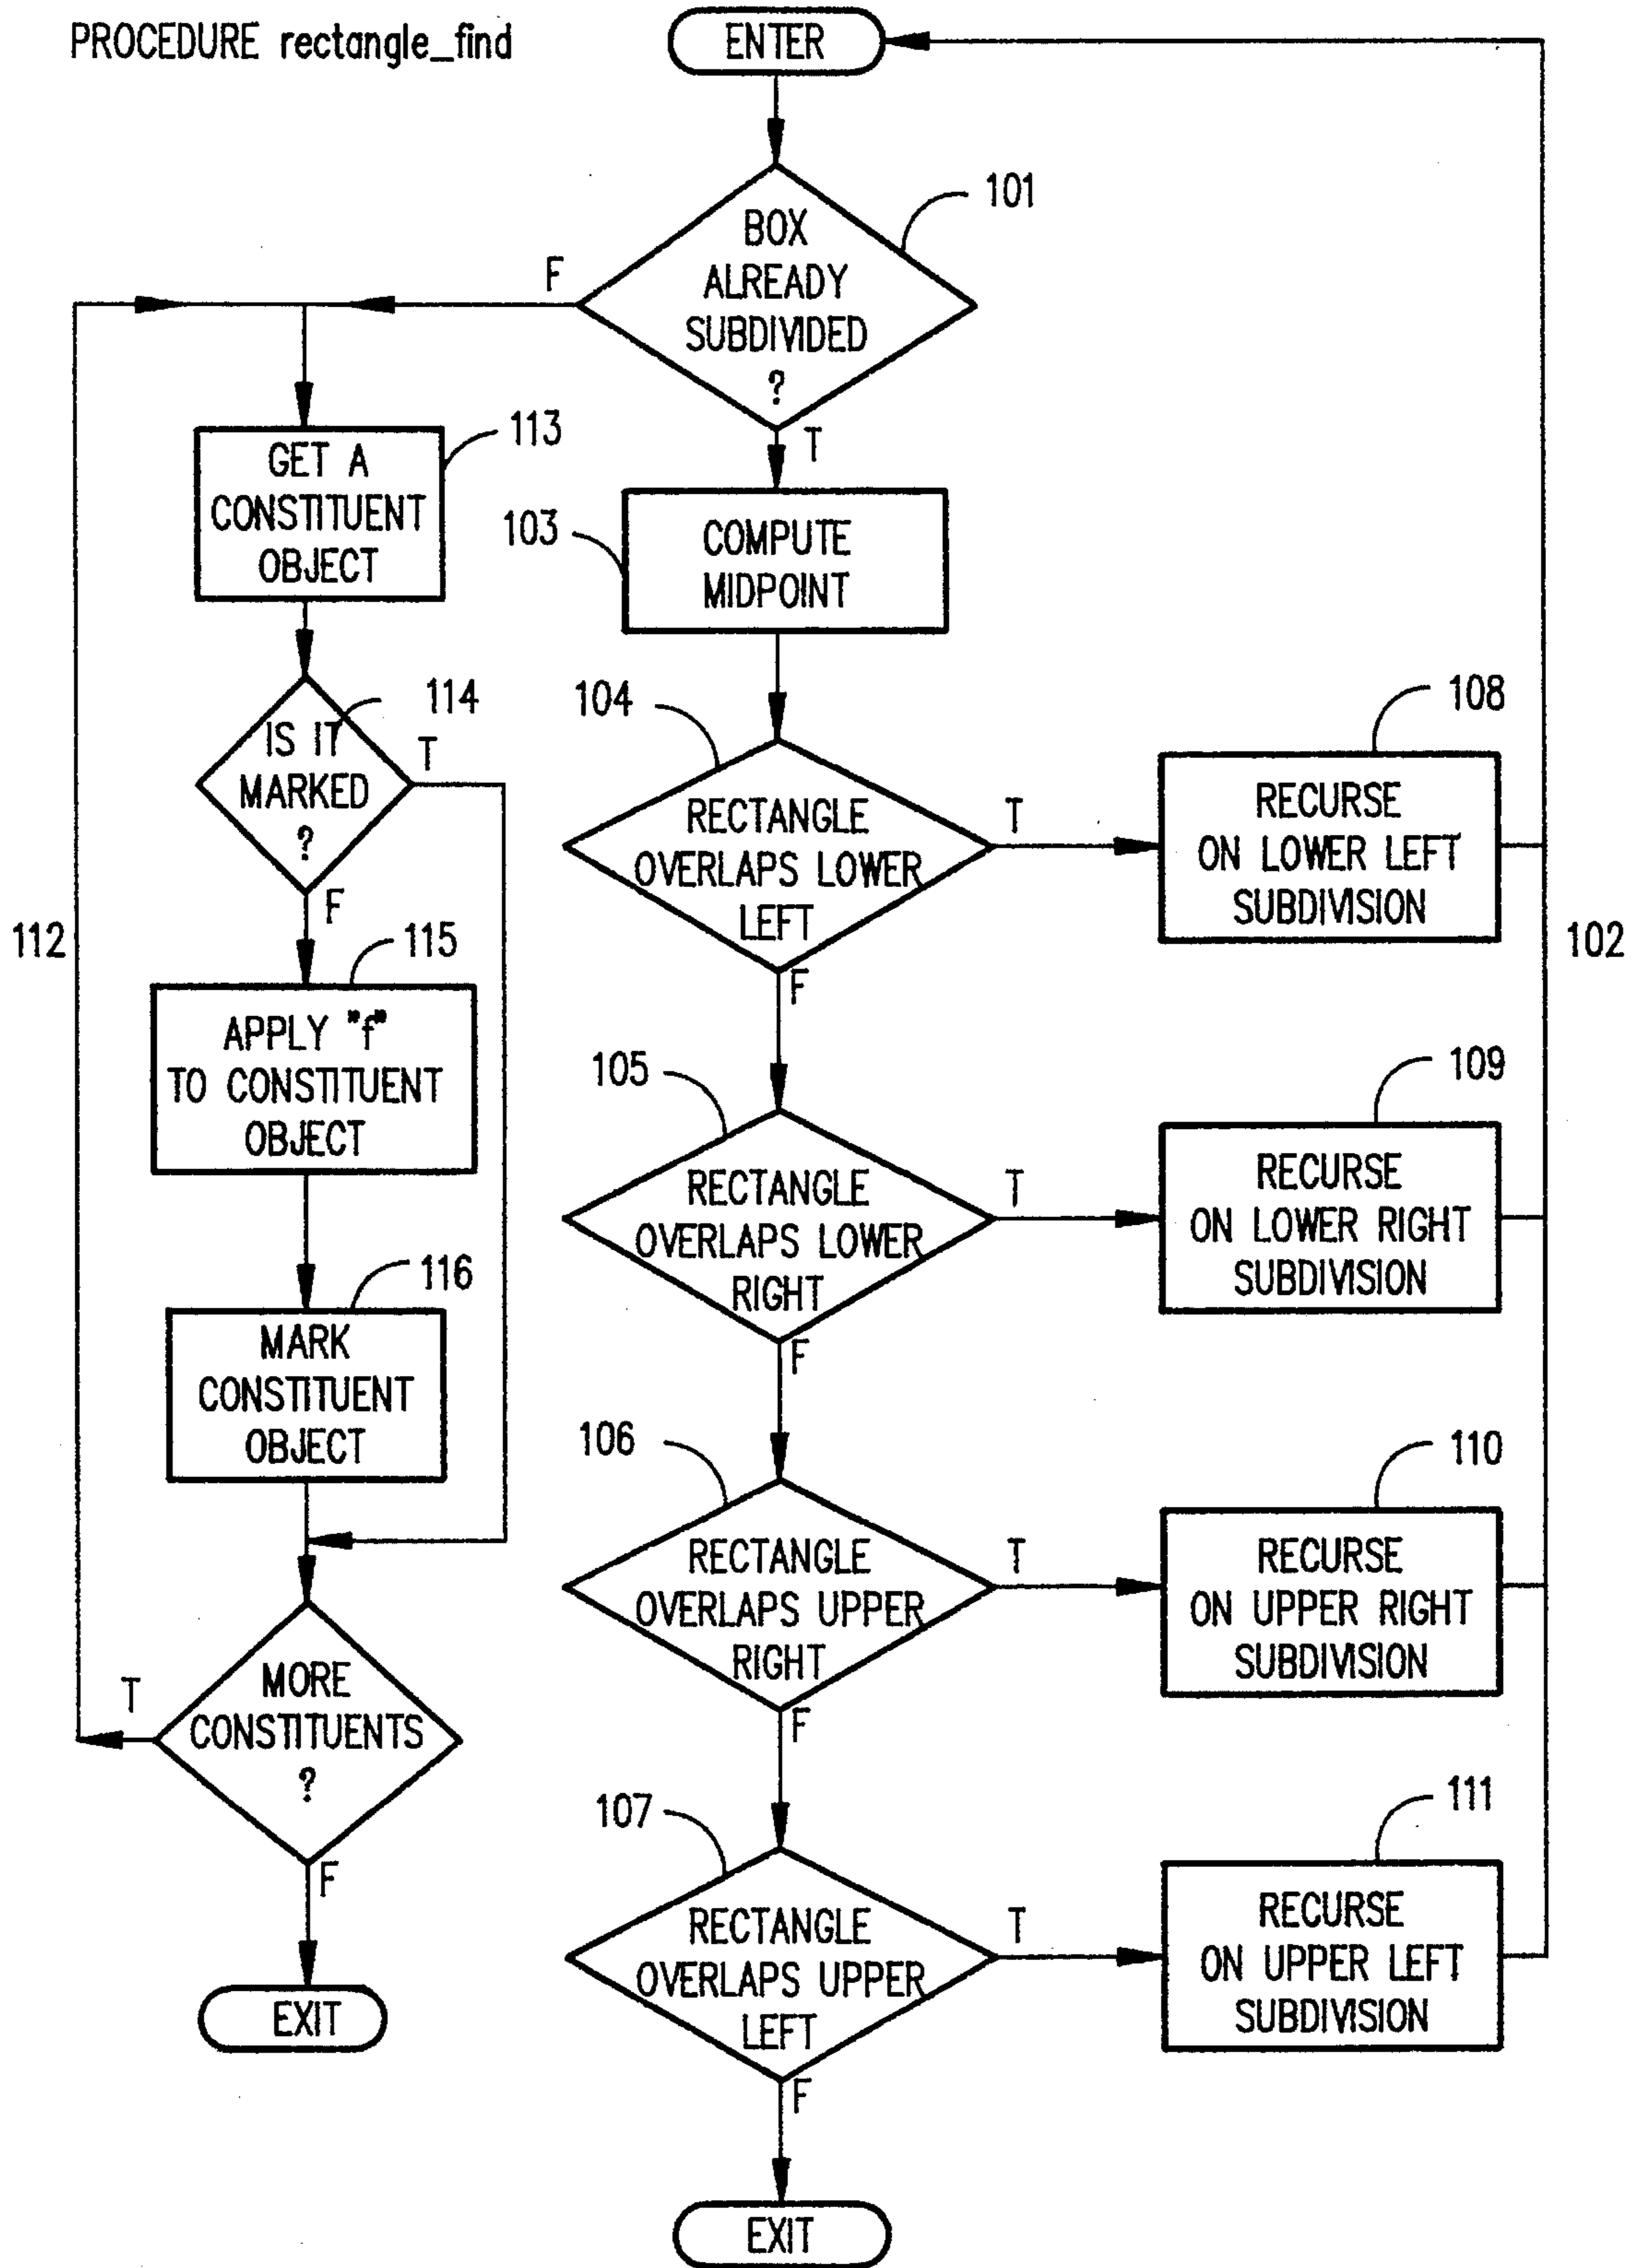 PROCEDURE rectangle_find
ENTER
101
BOX
ALREADY
SUBDIVIDED
?
F
T
113
GET A
CONSTITUENT
OBJECT
103
COMPUTE
MIDPOINT
114
IS IT
MARKED
?
T
F
104
RECTANGLE
OVERLAPS LOWER
LEFT
T
F
108
RECURSE
ON LOWER LEFT
SUBDIVISION
112
102
115
APPLY "f"
TO CONSTITUENT
OBJECT
105
RECTANGLE
OVERLAPS LOWER
RIGHT
T
F
109
RECURSE
ON LOWER RIGHT
SUBDIVISION
116
MARK
CONSTITUENT
OBJECT
106
RECTANGLE
OVERLAPS UPPER
RIGHT
T
F
110
RECURSE
ON UPPER RIGHT
SUBDIVISION
MORE
CONSTITUENTS
?
T
F
EXIT
107
RECTANGLE
OVERLAPS UPPER
LEFT
T
F
111
RECURSE
ON UPPER LEFT
SUBDIVISION
EXIT